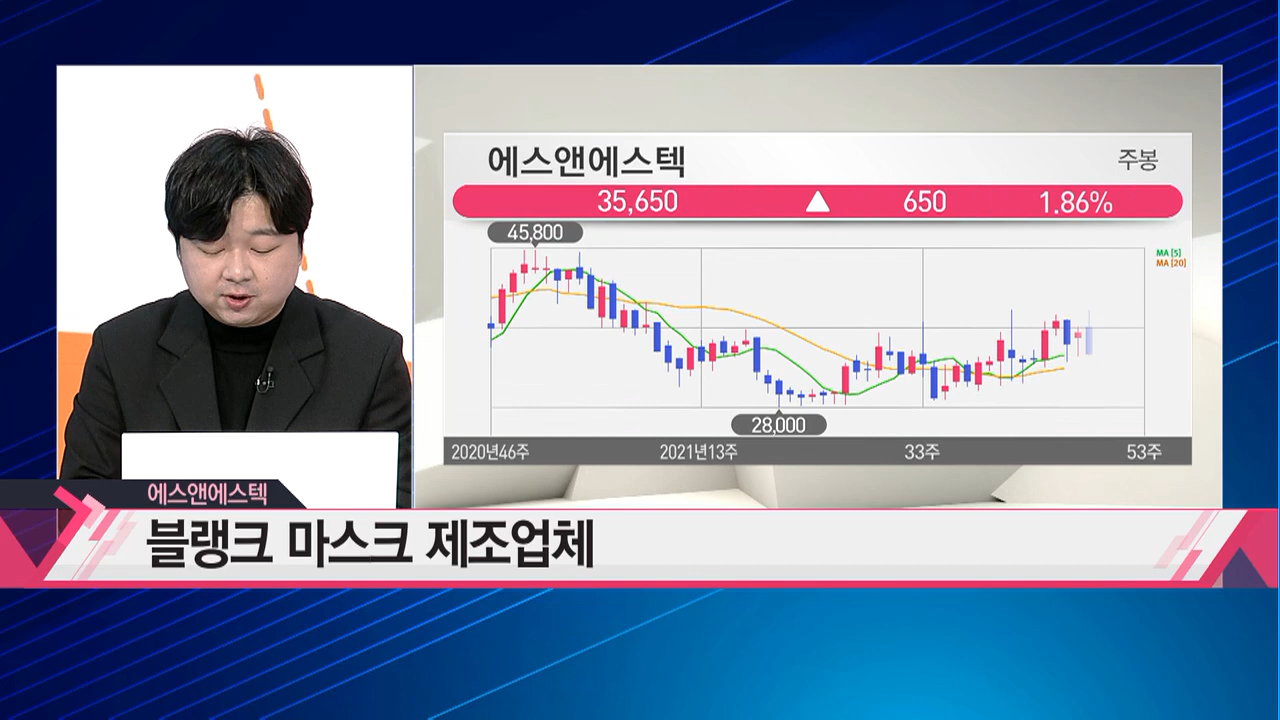 에스앤에스텍
주봉
35,650 ▲ 650 1.86%
45,800
MA [5]
MA [20]
28,000
2020년46주 2021년13주 33주 53주
에스앤에스텍
블랭크 마스크 제조업체